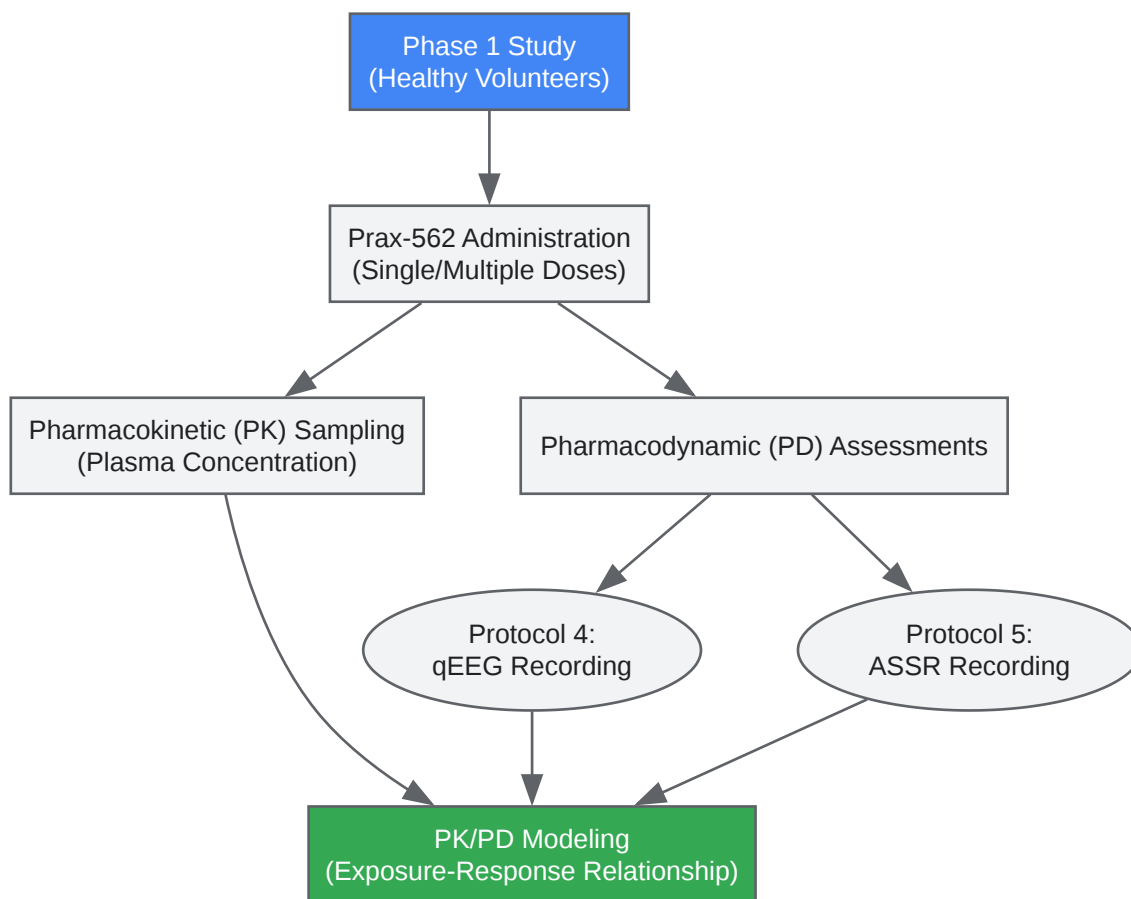 Phase 1 Study
(Healthy Volunteers)
Prax-562 Administration
(Single/Multiple Doses)
Pharmacokinetic (PK) Sampling
(Plasma Concentration)
Pharmacodynamic (PD) Assessments
Protocol 4:
qEEG Recording
Protocol 5:
ASSR Recording
PK/PD Modeling
(Exposure-Response Relationship)